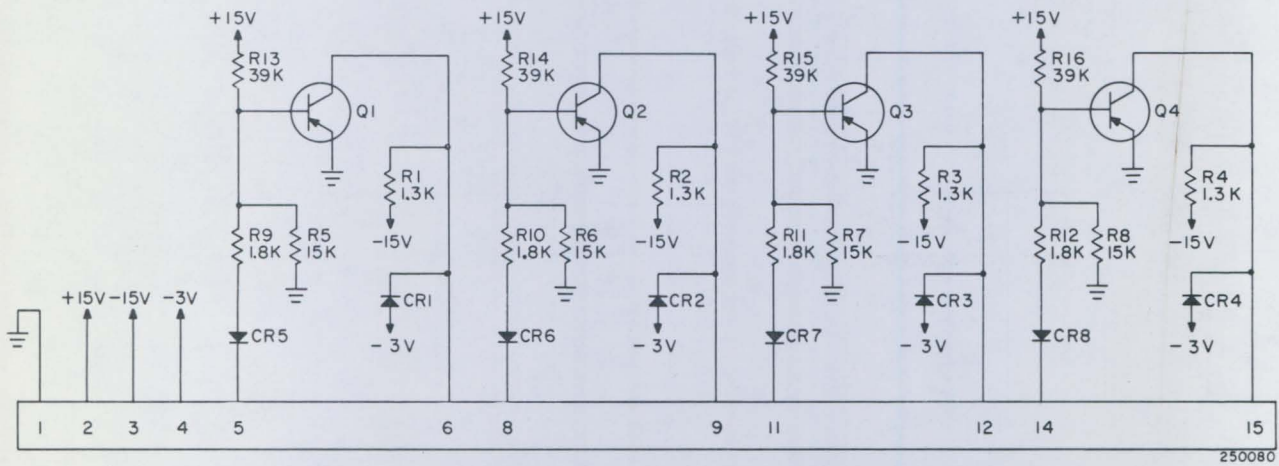 +15V +15V +15V +15V
R13 39K
Q1
R1 1.3K
-15V
R9 1.8K
R5 15K
CR1
-3V
CR5
R14 39K
Q2
R2 1.3K
-15V
R10 1.8K
R6 15K
CR2
-3V
CR6
R15 39K
Q3
R3 1.3K
-15V
R11 1.8K
R7 15K
CR3
-3V
CR7
R16 39K
Q4
R4 1.3K
-15V
R12 1.8K
R8 15K
CR4
-3V
CR8
+15V -15V -3V
1 2 3 4 5 6 8 9 11 12 14 15
250080